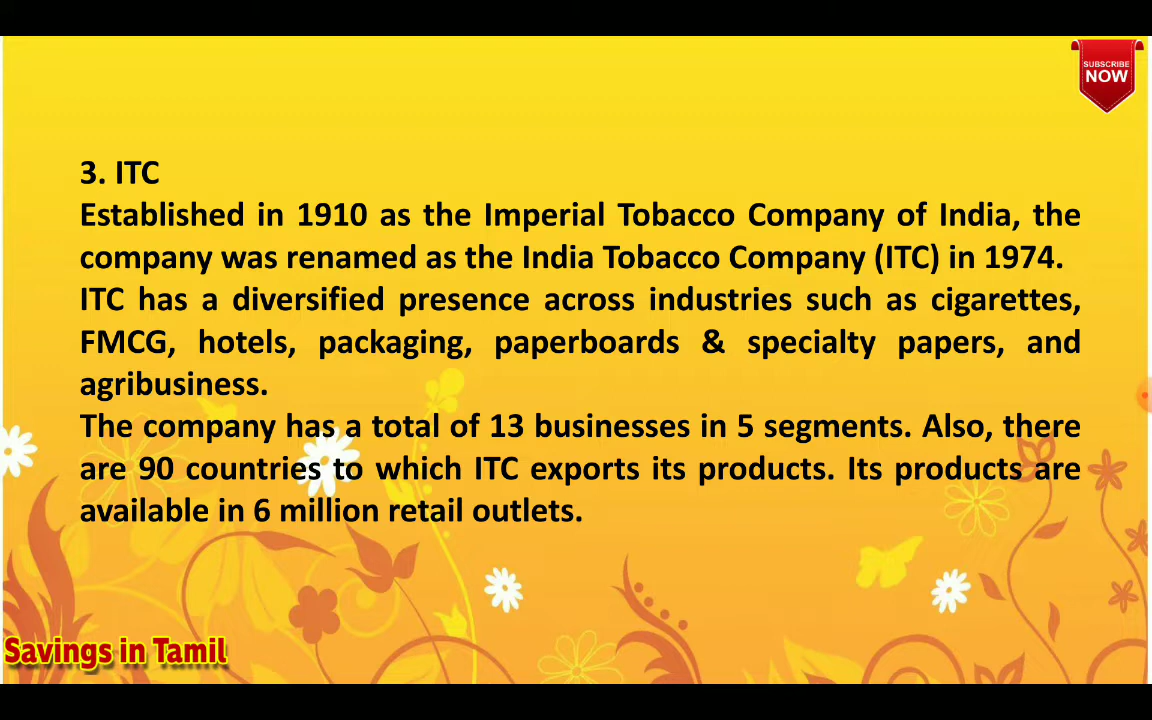 SUBSCRIBE
NOW
3. ITC
Established in 1910 as the Imperial Tobacco Company of India, the
company was renamed as the India Tobacco Company (ITC) in 1974.
ITC has a diversified presence across industries such as cigarettes,
FMCG, hotels, packaging, paperboards & specialty papers, and
agribusiness.
The company has a total of 13 businesses in 5 segments. Also, there
are 90 countries to which ITC exports its products. Its products are
available in 6 million retail outlets.
Savings in Tamil